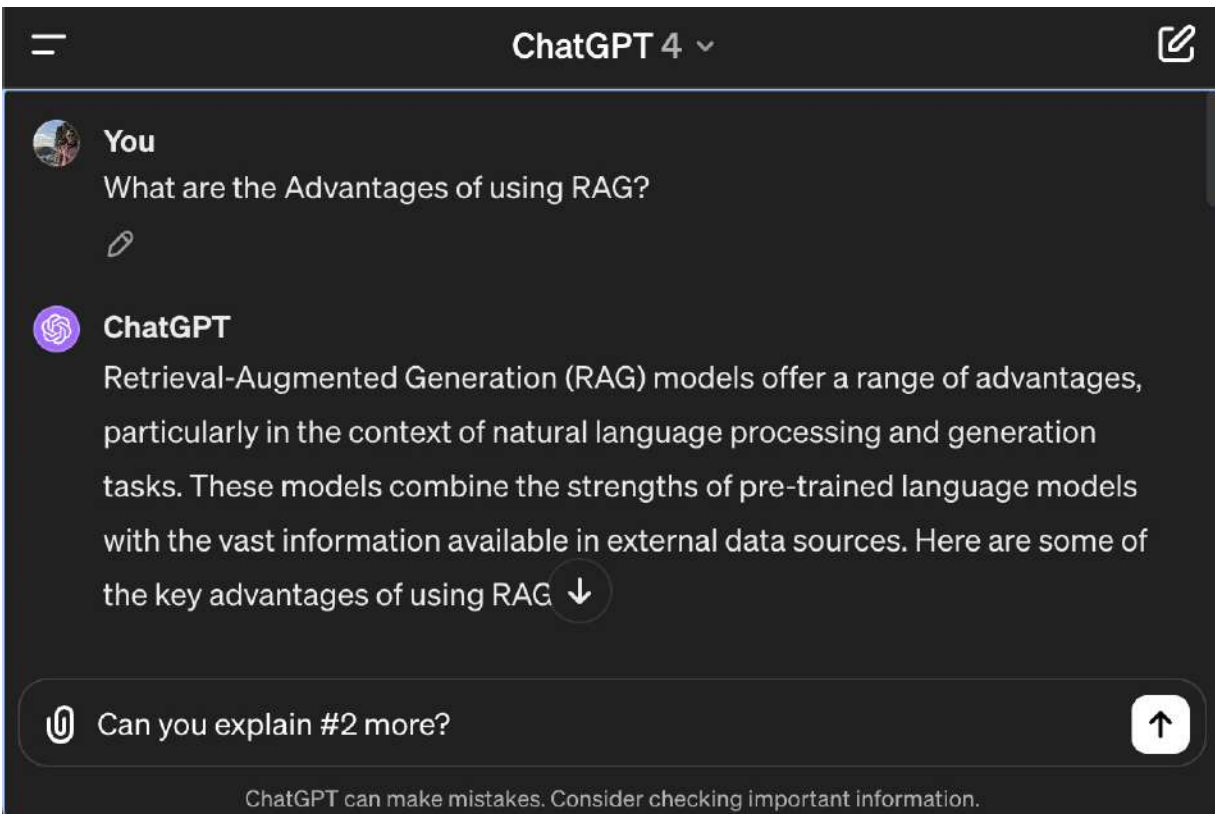 ChatGPT 4
You
What are the Advantages of using RAG?
ChatGPT
Retrieval-Augmented Generation (RAG) models offer a range of advantages,
particularly in the context of natural language processing and generation
tasks. These models combine the strengths of pre-trained language models
with the vast information available in external data sources. Here are some of
the key advantages of using RAG
Can you explain #2 more?
ChatGPT can make mistakes. Consider checking important information.